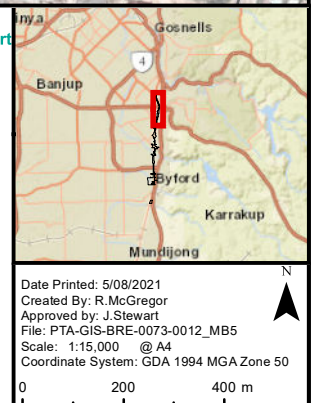 inya
Gosnells
rt
4
Banjup
Byford
Karrakup
Mundijong
N
Date Printed: 5/08/2021
Created By: R.McGregor
Approved by: J.Stewart
File: PTA-GIS-BRE-0073-0012_MB5
Scale: 1:15,000 @ A4
Coordinate System: GDA 1994 MGA Zone 50
0 200 400 m